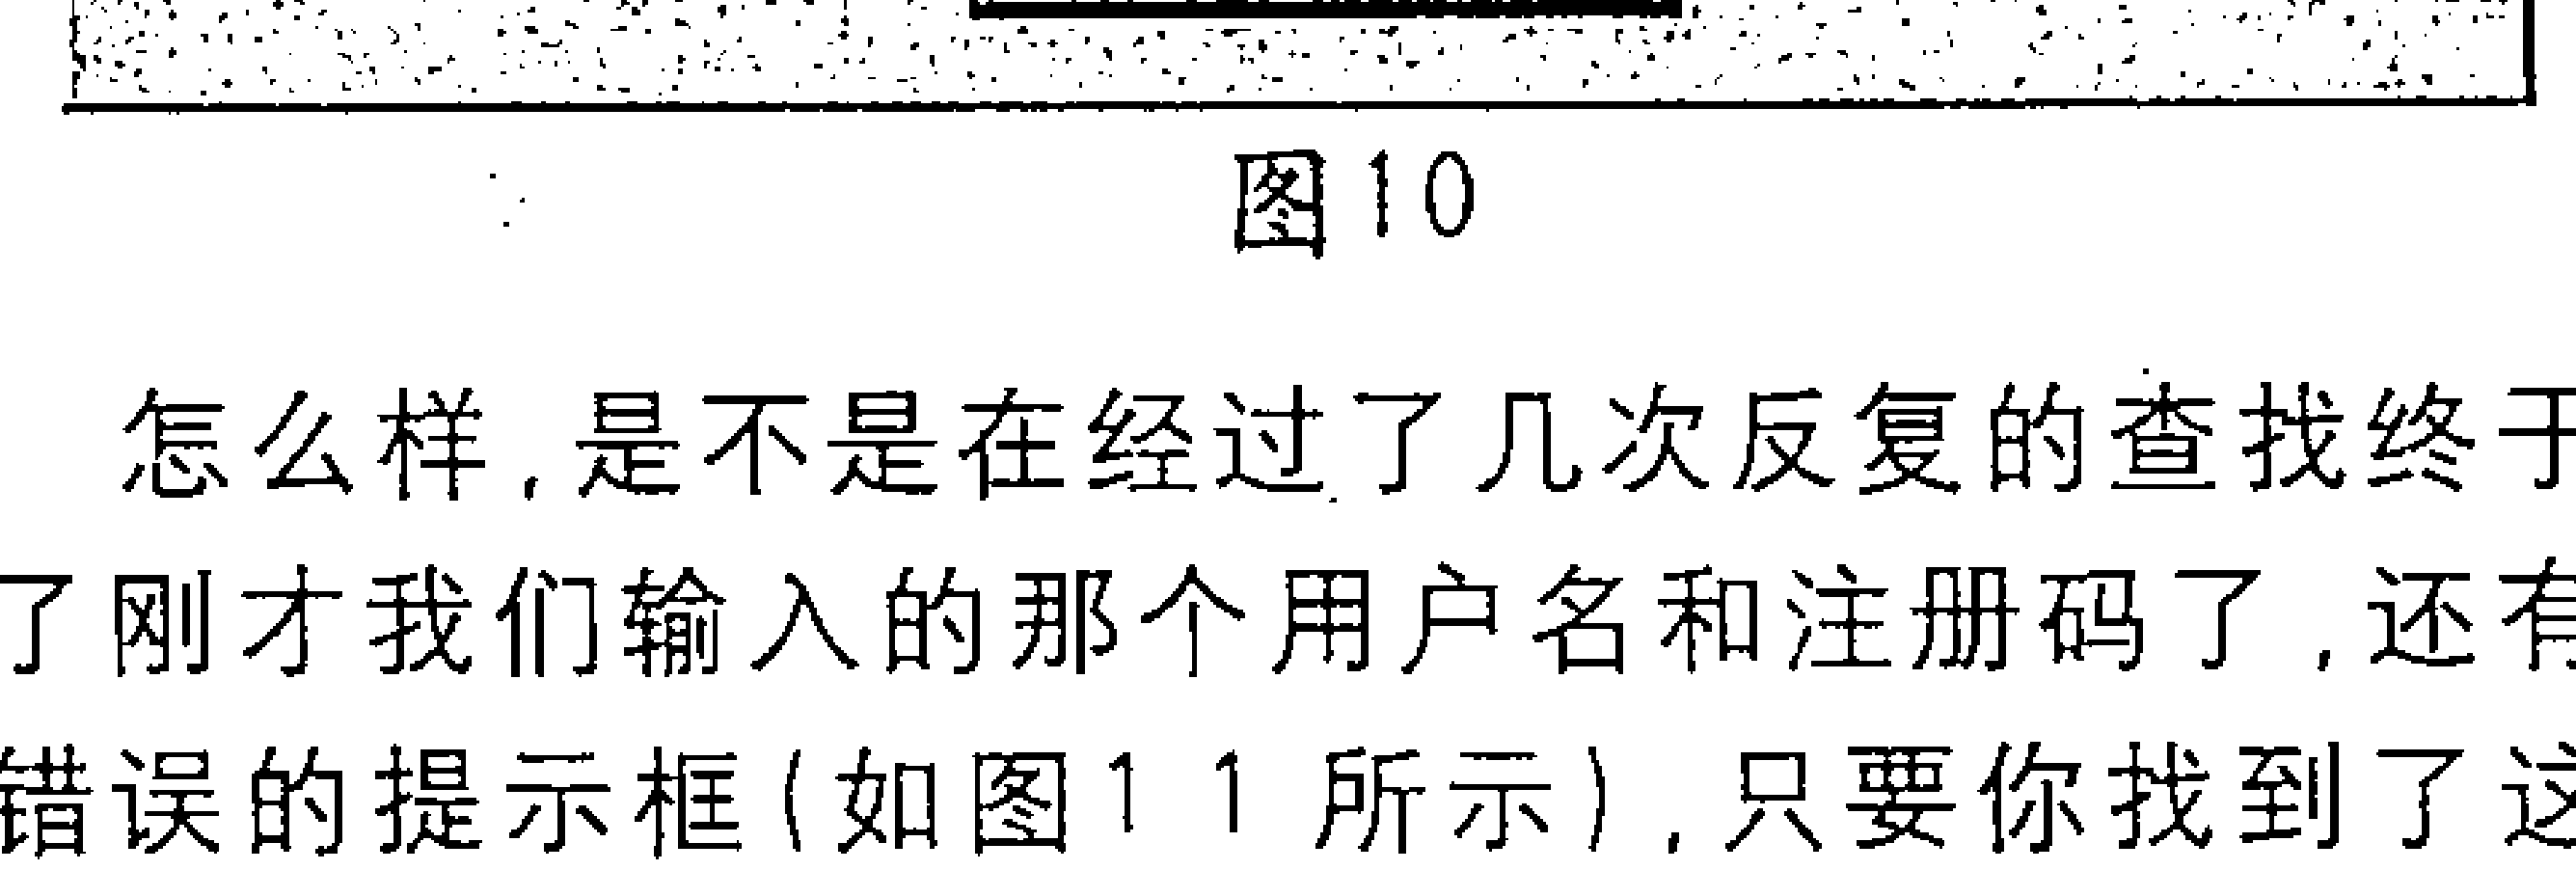 图10
怎么样,是不是在经过了几次反复的查找终于
了刚才我们输入的那个用户名和注册码了,还有
错误的提示框(如图11所示),只要你找到了这